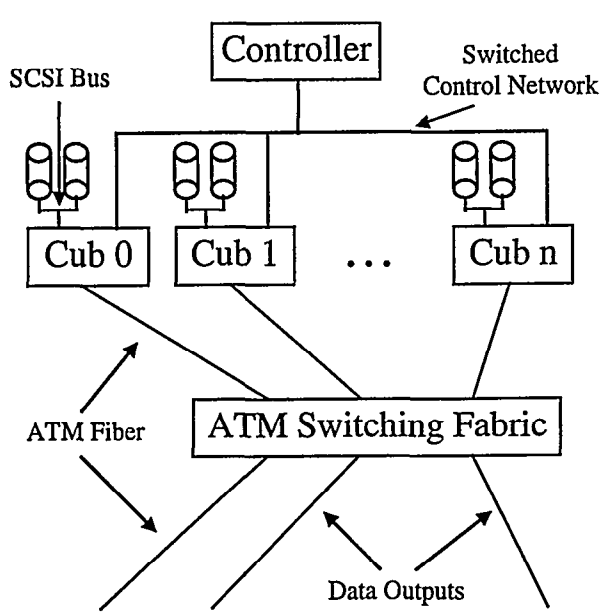 Controller
SCSI Bus
Switched
Control Network
Cub 0
Cub 1
...
Cub n
ATM Switching Fabric
ATM Fiber
Data Outputs